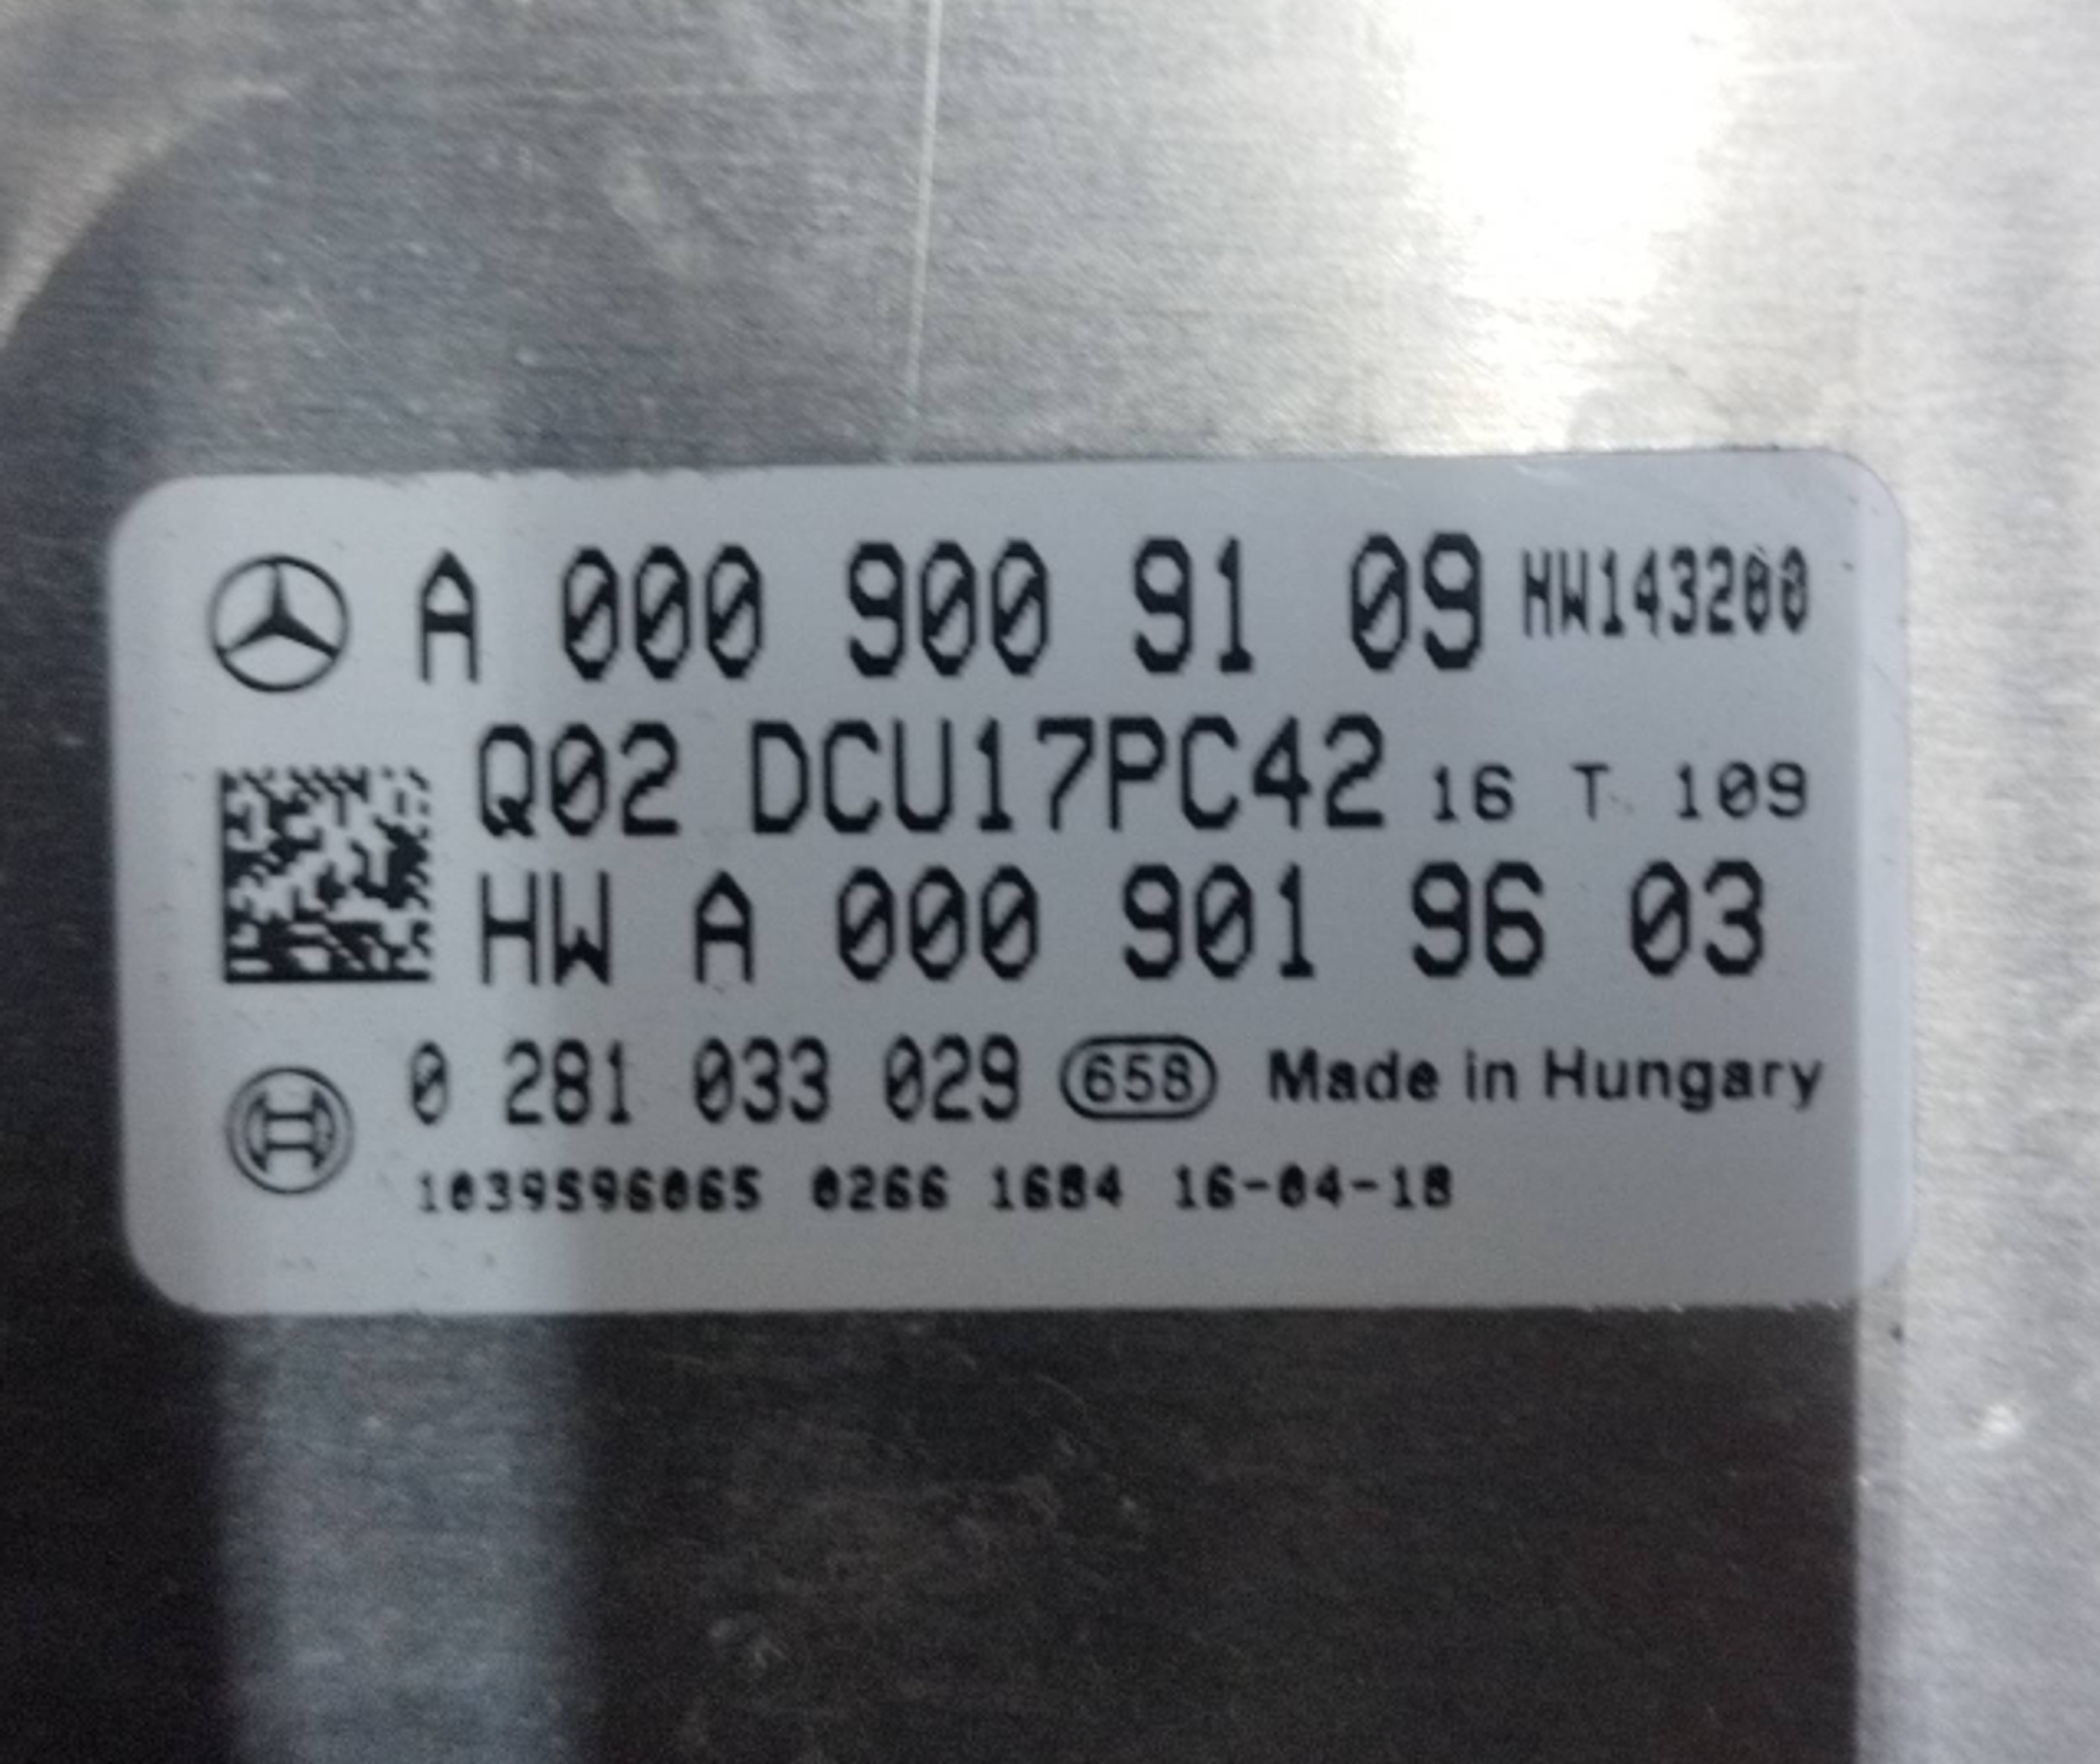 A 000 900 91 09 HW143200
Q02 DCU17PC42 16 T 109
HW A 000 901 96 03
0 281 033 029 658 Made in Hungary
1039S96065 0266 1684 16-04-18